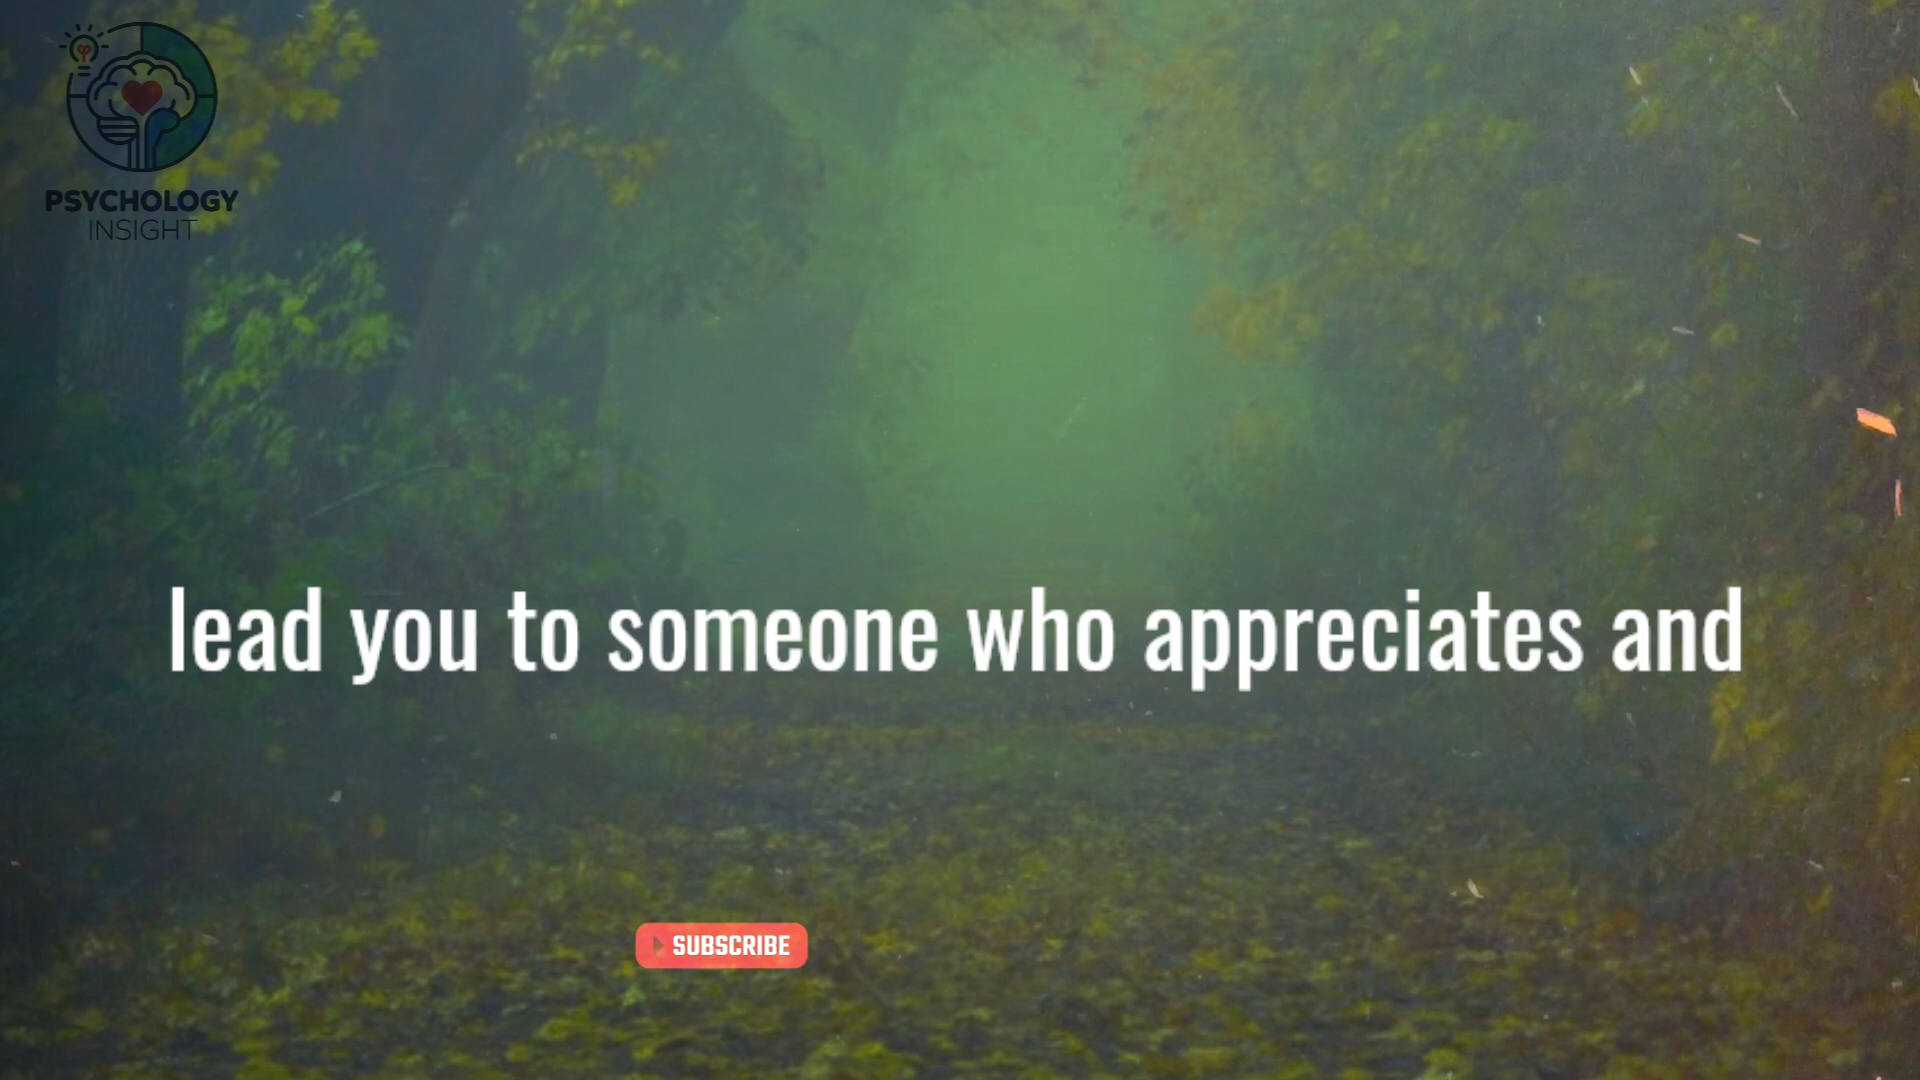 PSYCHOLOGY
INSIGHT
lead you to someone who appreciates and
SUBSCRIBE